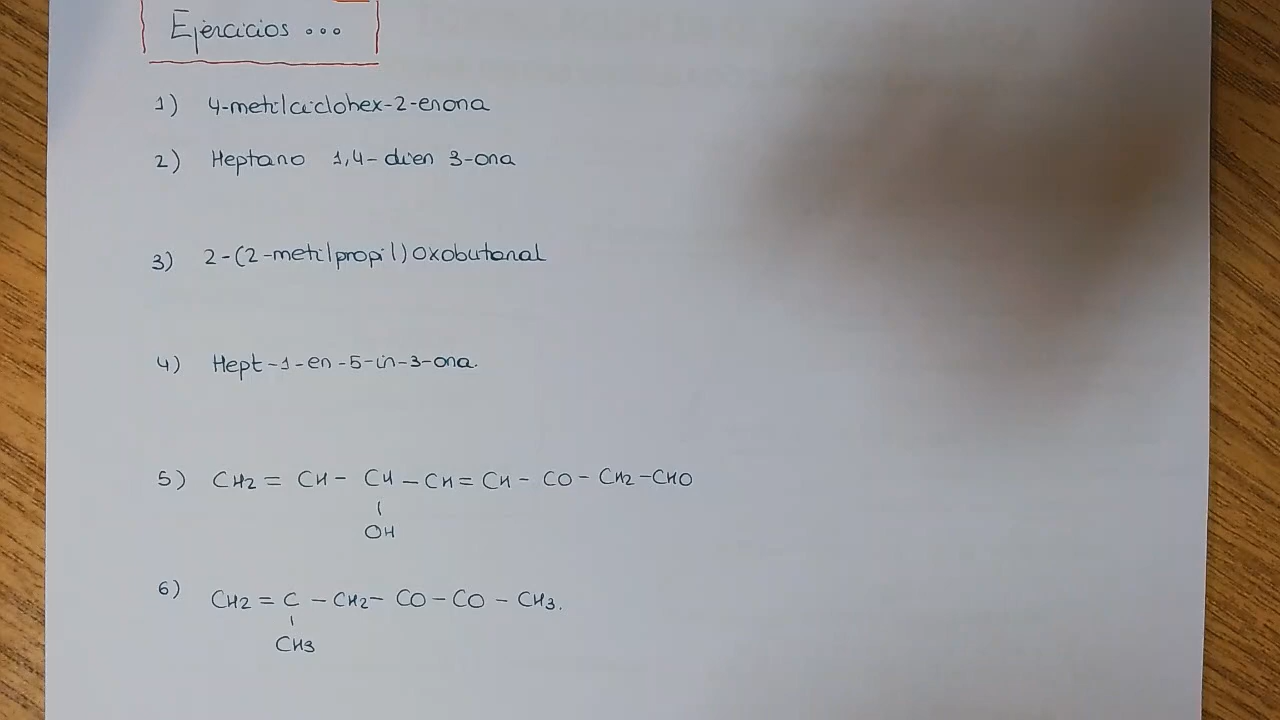 Ejercicios ...
1) 4-metilciclohex-2-enona
2) Heptano 1,4-dien 3-ona
3) 2-(2-metilpropil)oxobutanal
4) Hept-1-en-5-in-3-ona.
5) CH2 = CH - CH - CH = CH - CO - CH2 - CHO
OH
6) CH2 = C - CH2 - CO - CO - CH3.
CH3